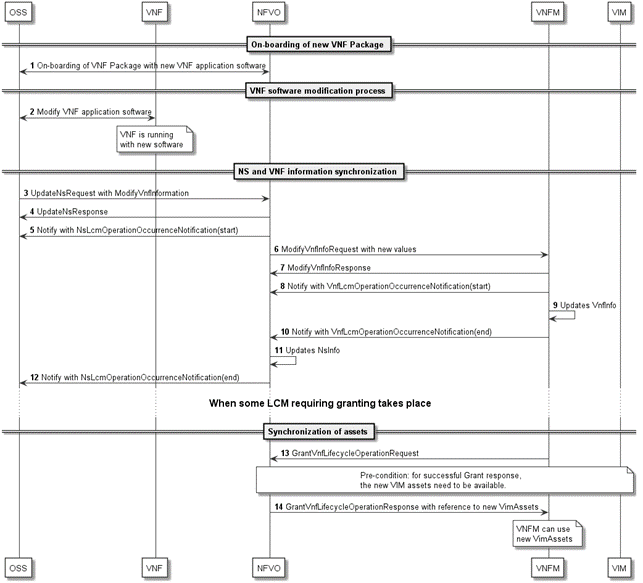 OSS VNF NFVO VNFM VIM
On-boarding of new VNF Package
1 On-boarding of VNF Package with new VNF application software
VNF software modification process
2 Modify VNF application software
VNF is running
with new software
NS and VNF information synchronization
3 UpdateNsRequest with ModifyVnfInformation
4 UpdateNsResponse
5 Notify with NsLcmOperationOccurrenceNotification(start)
6 ModifyVnfInfoRequest with new values
7 ModifyVnfInfoResponse
8 Notify with VnfLcmOperationOccurrenceNotification(start)
9 Updates VnfInfo
10 Notify with VnfLcmOperationOccurrenceNotification(end)
11 Updates NsInfo
12 Notify with NsLcmOperationOccurrenceNotification(end)
When some LCM requiring granting takes place
Synchronization of assets
13 GrantVnfLifecycleOperationRequest
Pre-condition: for successful Grant response,
the new VIM assets need to be available.
14 GrantVnfLifecycleOperationResponse with reference to new VimAssets
VNFM can use
new VimAssets
OSS VNF NFVO VNFM VIM